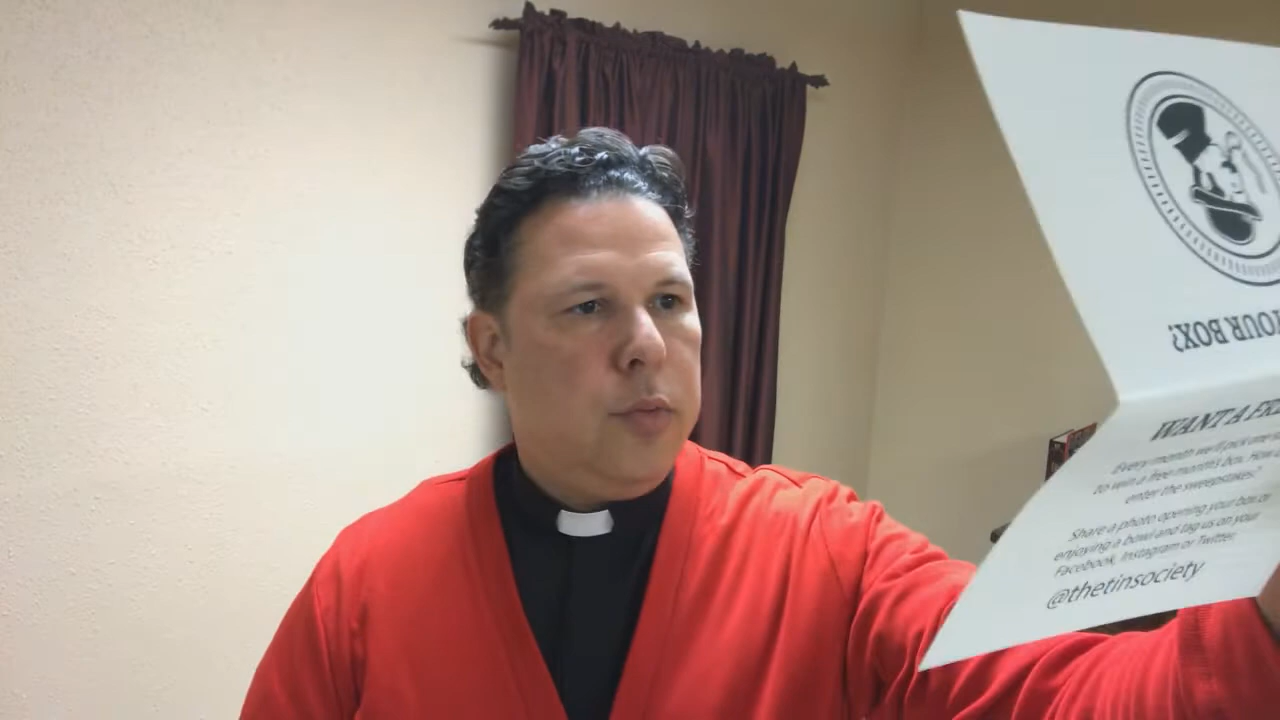 OUR BOX?
WANT A FRE
Every month we'll pick one
to win a free month's box. How
enter the sweepstakes?
Share a photo opening your box or
enjoying a bowl and tag us on your
Facebook, Instagram or Twitter.
@thetinsociety